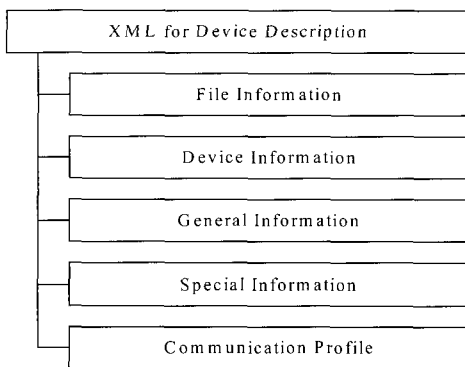 XML for Device Description
File Information
Device Information
General Information
Special Information
Communication Profile